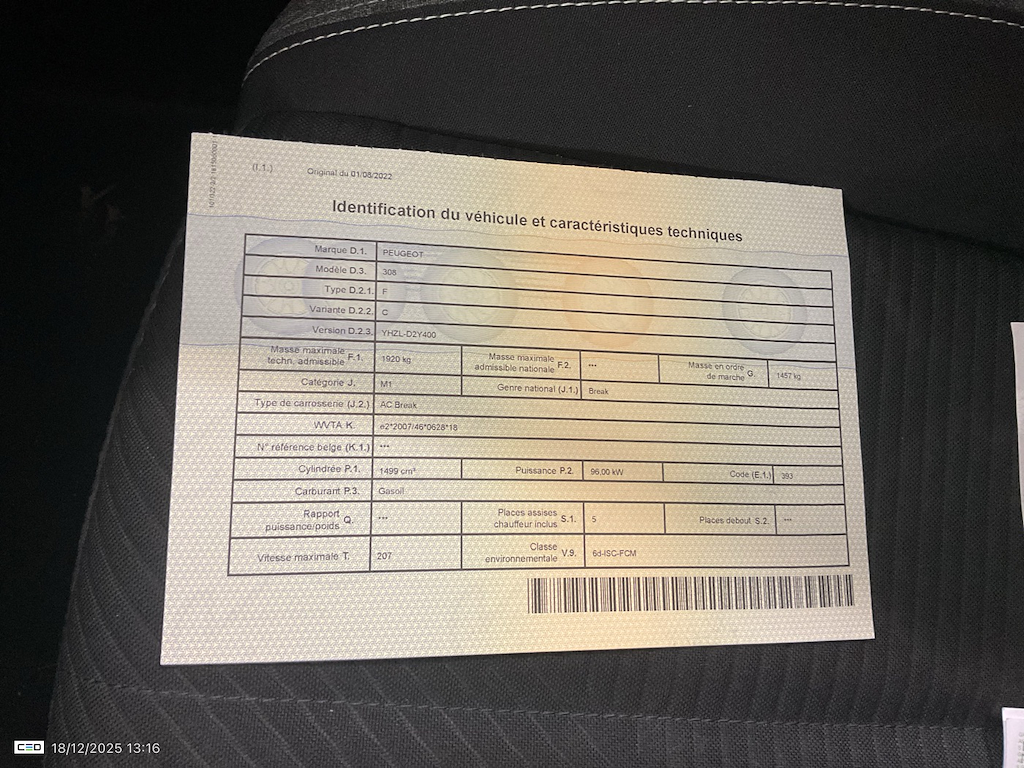 (I.1.) Original du 01/08/2022
Identification du véhicule et caractéristiques techniques
Marque D.1. PEUGEOT
Modèle D.3. 308
Type D.2.1. F
Variante D.2.2. C
Version D.2.3. YHZL-D2Y400
Masse maximale techn. admissible F.1. 1920 kg Masse maximale admissible nationale F.2. *** Masse en ordre de marche G. 1457 kg
Catégorie J. M1 Genre national (J.1.) Break
Type de carrosserie (J.2.) AC Break
WVTA K. e2*2007/46*0628*18
N° référence belge (K.1.) ***
Cylindrée P.1. 1499 cm³ Puissance P.2. 96,00 kW Code (E.1.) 393
Carburant P.3. Gasoil
Rapport puissance/poids Q. *** Places assises chauffeur inclus S.1. 5 Places debout S.2. ***
Vitesse maximale T. 207 Classe environnementale V.9. 6d-ISC-FCM
CEO 18/12/2025 13:16